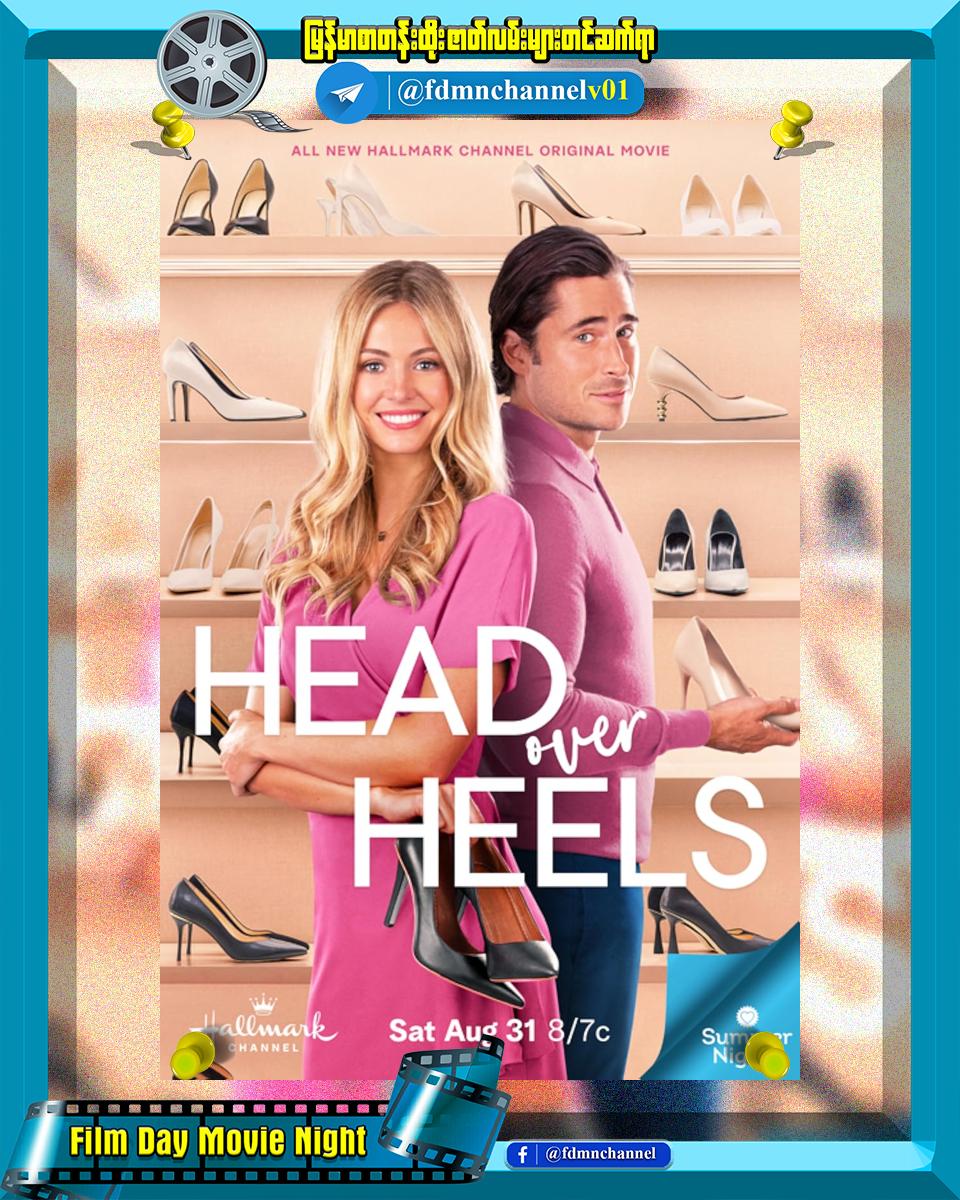 မြန်မာစာတန်းထိုးဇာတ်လမ်းများတင်ဆက်ရာ
@fdmnchannelv01
ALL NEW HALLMARK CHANNEL ORIGINAL MOVIE
HEAD
over
HEELS
Hallmark
CHANNEL
Sat Aug 31 8/7c
Film Day Movie Night
f | @fdmnchannel